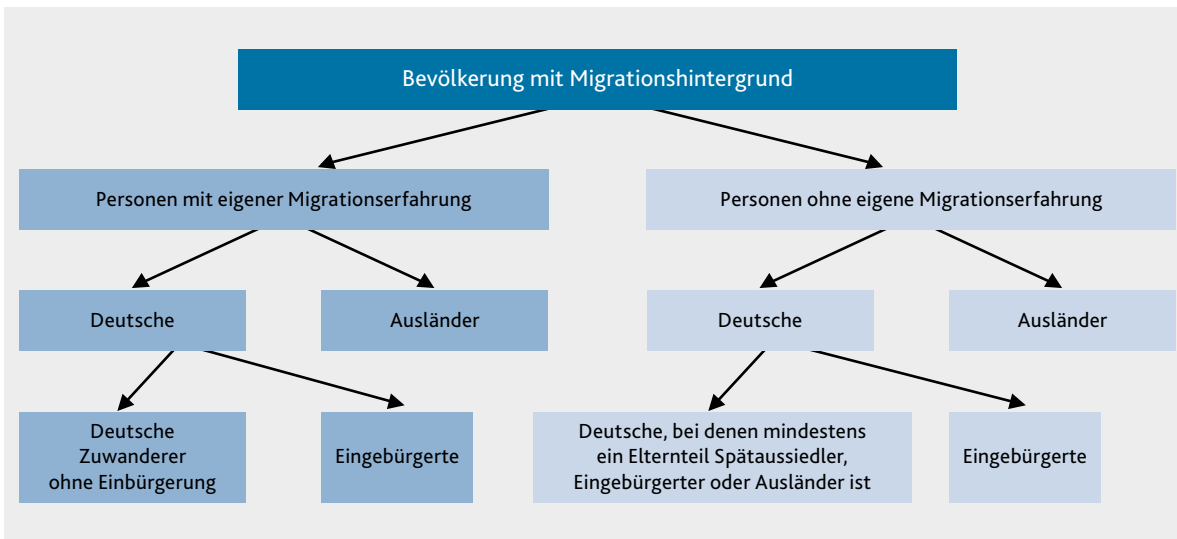 Bevölkerung mit Migrationshintergrund
Personen mit eigener Migrationserfahrung
Personen ohne eigene Migrationserfahrung
Deutsche
Ausländer
Deutsche
Ausländer
Deutsche
Zuwanderer
ohne Einbürgerung
Eingebürgerte
Deutsche, bei denen mindestens
ein Elternteil Spätaussiedler,
Eingebürgerter oder Ausländer ist
Eingebürgerte